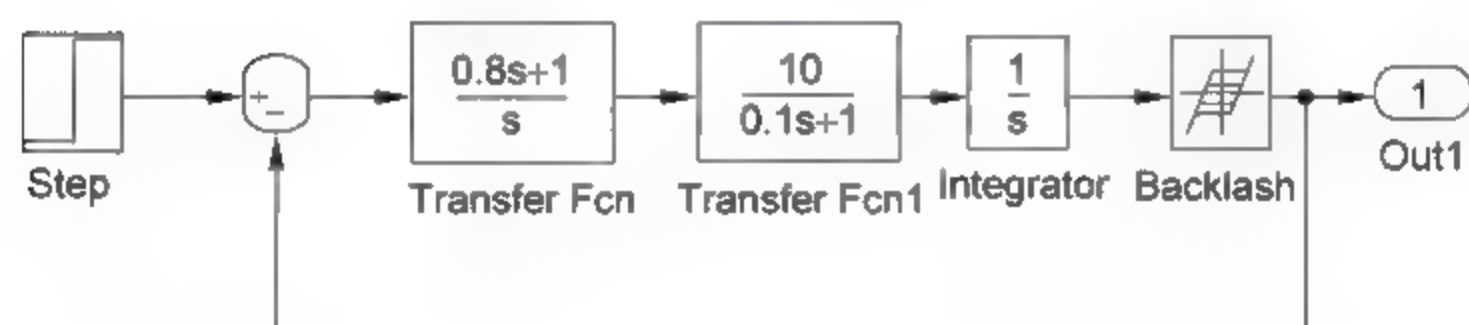 0.8s+1
s
10
0.1s+1
1
s
1
+
−
Step
Transfer Fcn
Transfer Fcn1
Integrator
Backlash
Out1